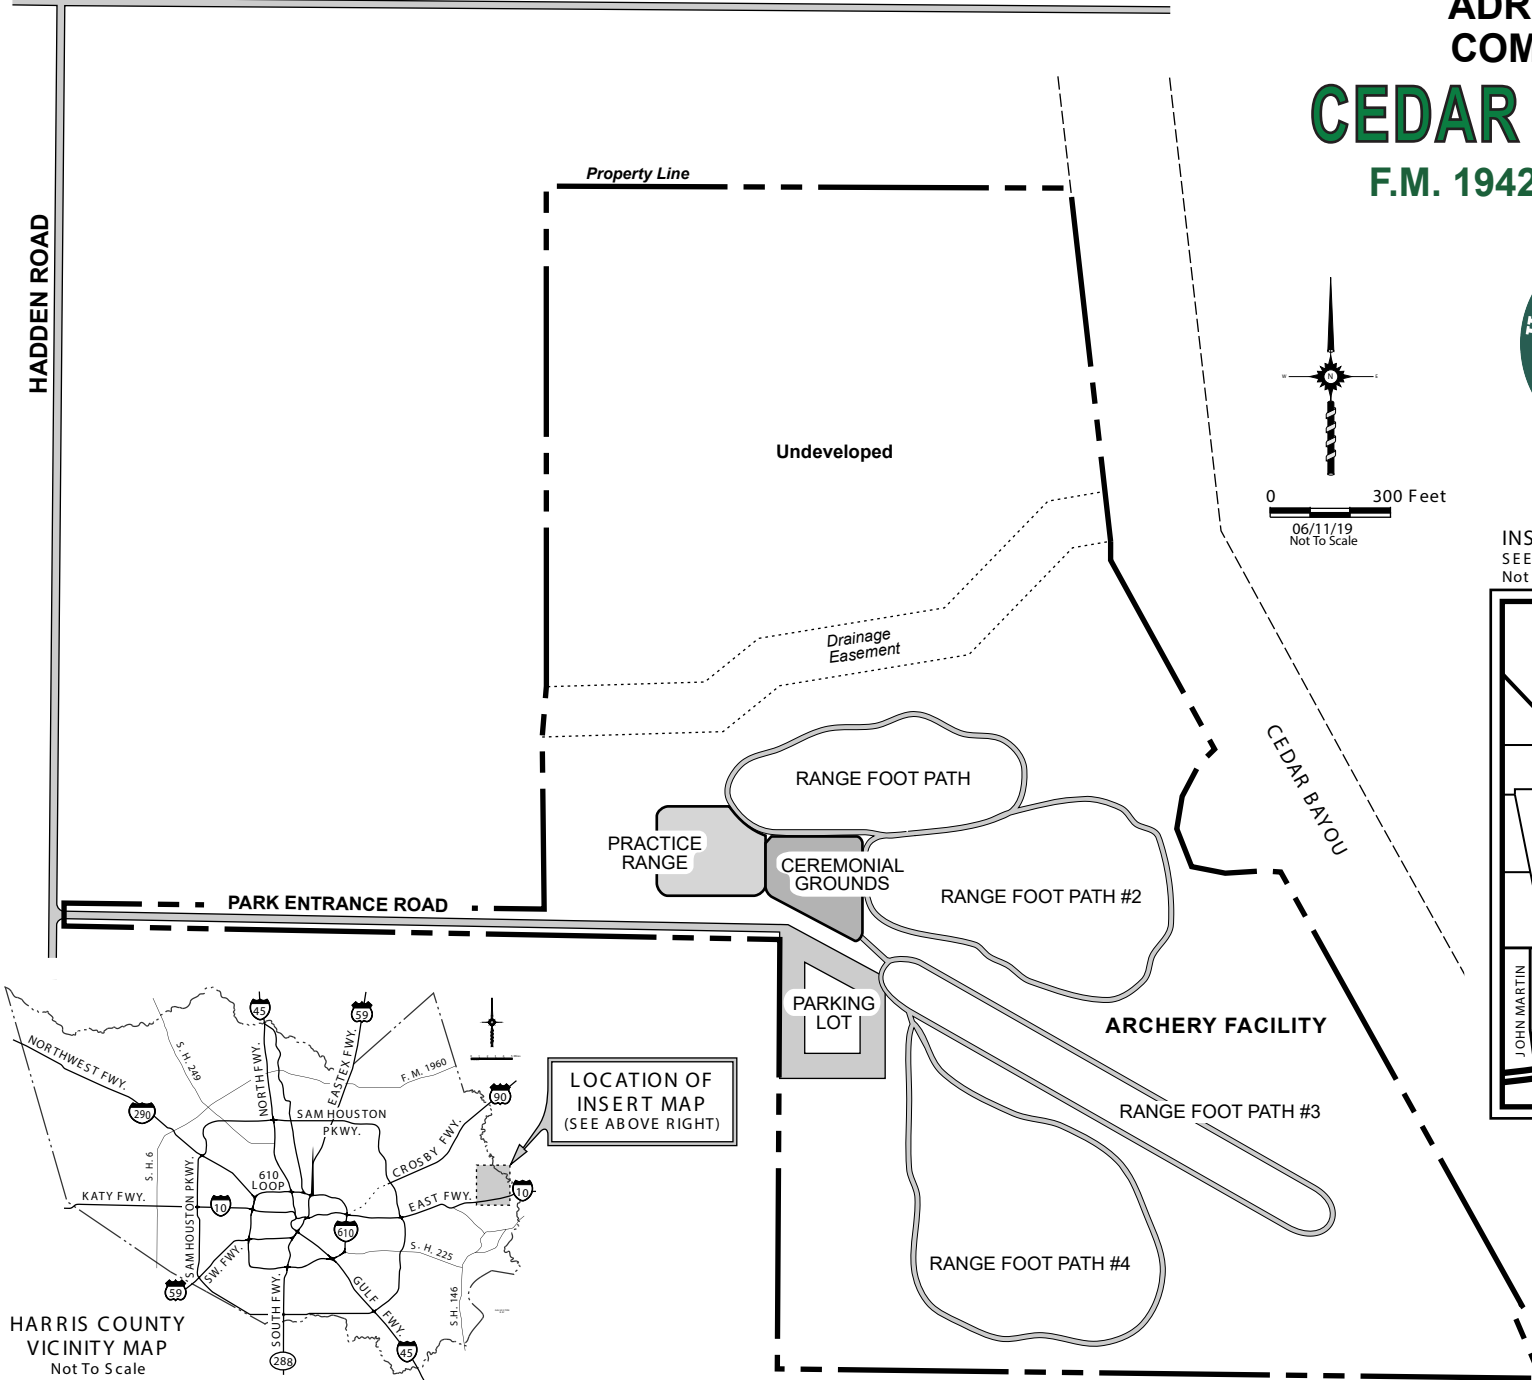 ADR
COM
CEDAR
F.M. 1942
Property Line
HADDEN ROAD
Undeveloped
W
N
E
0 300 Feet
06/11/19
Not To Scale
INS
SEE
Not
Drainage
Easement
CEDAR BAYOU
RANGE FOOT PATH
PRACTICE
RANGE
CEREMONIAL
GROUNDS
RANGE FOOT PATH #2
PARK ENTRANCE ROAD
PARKING
LOT
ARCHERY FACILITY
JOHN MARTIN
RANGE FOOT PATH #3
RANGE FOOT PATH #4
LOCATION OF
INSERT MAP
(SEE ABOVE RIGHT)
45
59
NORTHWEST FWY.
S. H. 249
NORTH FWY.
EASTEX FWY.
F. M. 1960
90
290
SAM HOUSTON
PKWY.
CROSBY FWY.
S. H. 6
SAM HOUSTON PKWY.
610
LOOP
KATY FWY.
10
EAST FWY.
10
610
SW. FWY.
S. H. 225
59
SOUTH FWY.
GULF FWY.
S.H. 146
45
288
HARRIS COUNTY
VICINITY MAP
Not To Scale